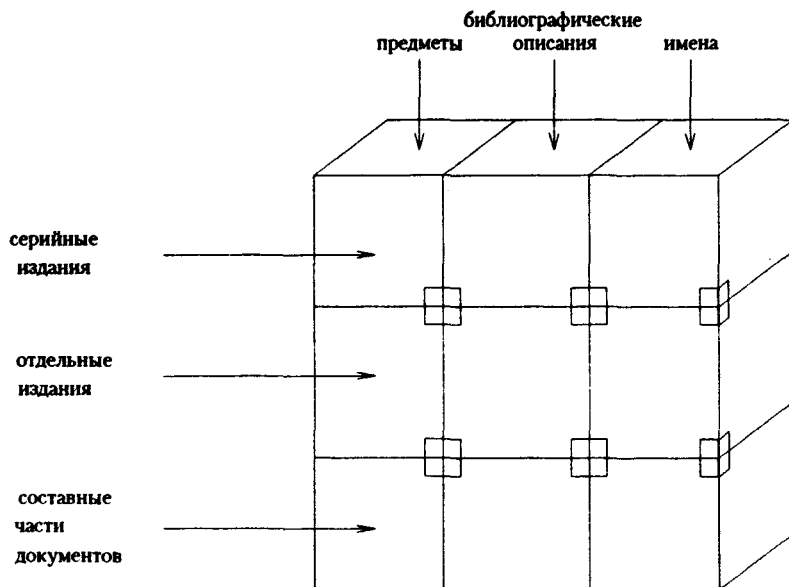 предметы
библиографические
описания
имена
серийные
издания
отдельные
издания
составные
части
документов